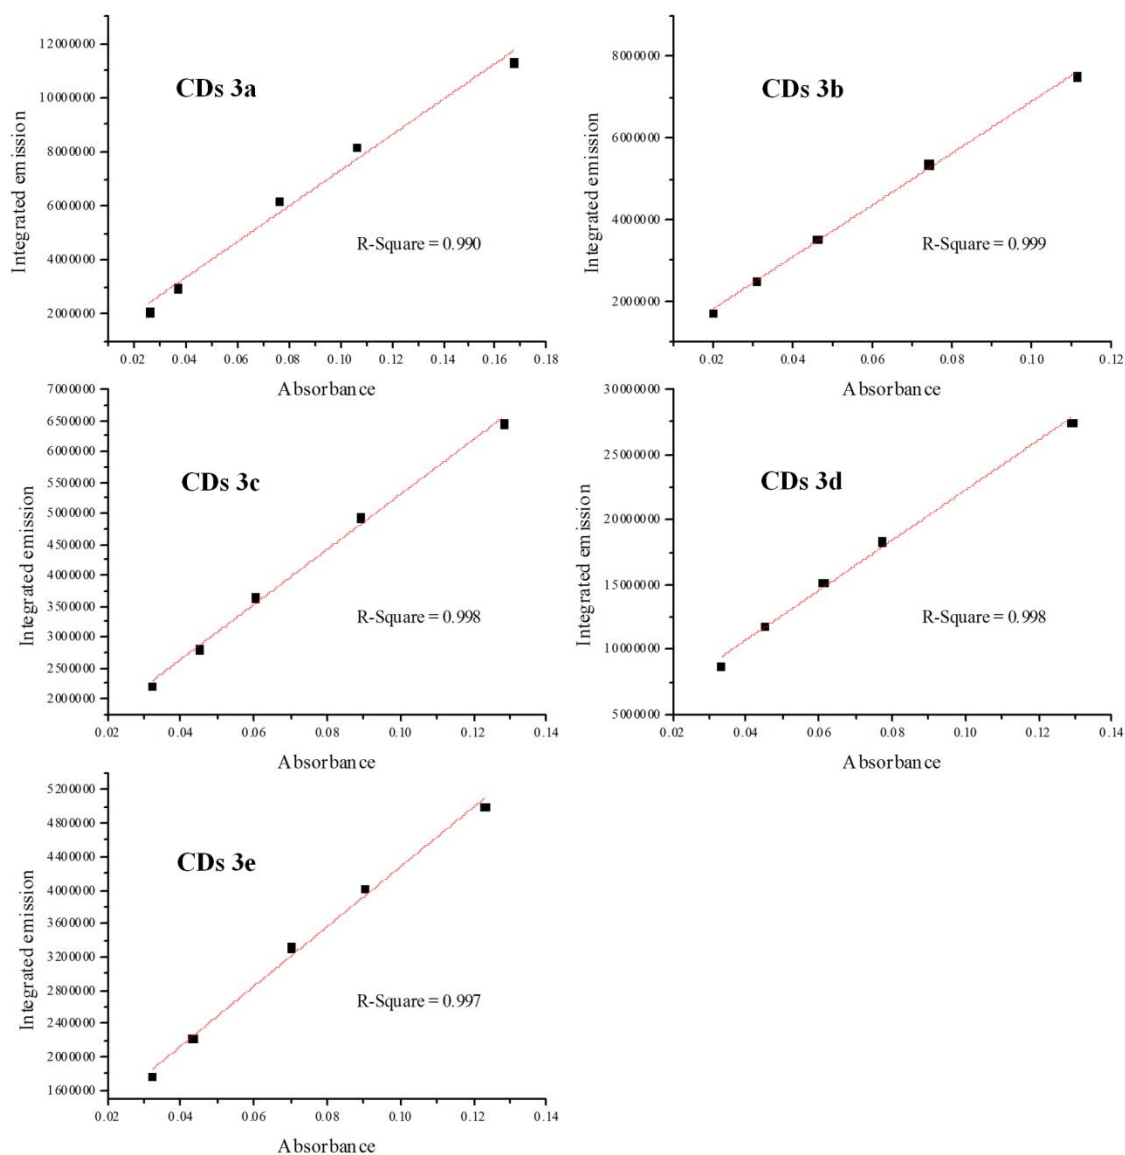 12000000
10000000
8000000
6000000
4000000
2000000
Integrated emission
CDs 3a
R-Square = 0.990
0.02 0.04 0.06 0.08 0.10 0.12 0.14 0.16 0.18
Absorbance
8000000
6000000
4000000
2000000
Integrated emission
CDs 3b
R-Square = 0.999
0.02 0.04 0.06 0.08 0.10 0.12
Absorbance
7000000
6500000
6000000
5500000
5000000
4500000
4000000
3500000
3000000
2500000
2000000
Integrated emission
CDs 3c
R-Square = 0.998
0.02 0.04 0.06 0.08 0.10 0.12 0.14
Absorbance
3000000
2500000
2000000
1500000
1000000
500000
Integrated emission
CDs 3d
R-Square = 0.998
0.02 0.04 0.06 0.08 0.10 0.12 0.14
Absorbance
5200000
4800000
4400000
4000000
3600000
3200000
2800000
2400000
2000000
1600000
Integrated emission
CDs 3e
R-Square = 0.997
0.02 0.04 0.06 0.08 0.10 0.12 0.14
Absorbance